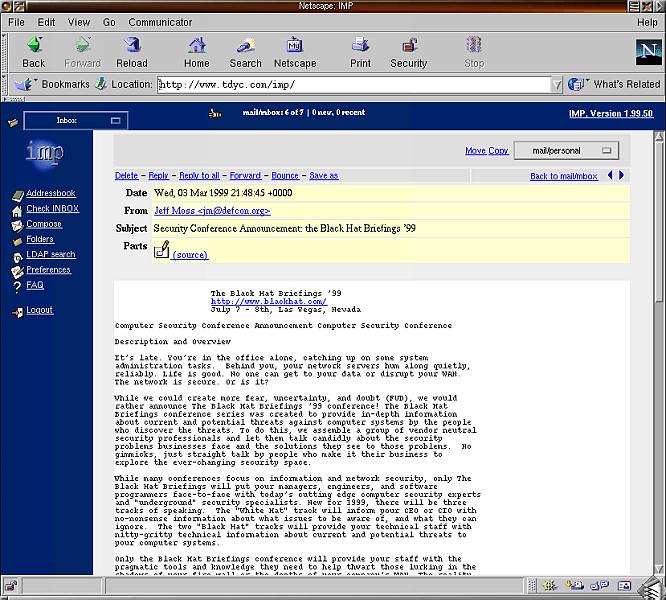 Netscape: IMP
File Edit View Go Communicator Help
Back Forward Reload Home Search Netscape Print Security Stop
My
N
Bookmarks Location: http://www.tdyc.com/imp/ What's Related
Inbox mail/mbox: 6 of 7 | 0 new, 0 recent IMP, Version 1.99.50
imp
Move Copy mail/personal
Delete - Reply - Reply to all - Forward - Bounce - Save as Back to mail/mbox
Addressbook
Check INBOX
Compose
Folders
LDAP search
Preferences
? FAQ
Logout
Date Wed, 03 Mar 1999 21:48:45 +0000
From Jeff Moss <jm@defcon.org>
Subject Security Conference Announcement: the Black Hat Briefings '99
Parts (source)
The Black Hat Briefings '99
http://www.blackhat.com/
July 7 - 8th, Las Vegas, Nevada
Computer Security Conference Announcement Computer Security Conference
Description and Overview
It's late. You're in the office alone, catching up on some system
administration tasks. Behind you, your network servers hum along quietly,
reliably. Life is good. No one can get to your data or disrupt your WAN.
The network is secure. Or is it?
While we could create more fear, uncertainty, and doubt (FUD), we would
rather announce The Black Hat Briefings '99 conference! The Black Hat
Briefings conference series was created to provide in-depth information
about current and potential threats against computer systems by the people
who discover the threats. To do this, we assemble a group of vendor neutral
security professionals and let then talk candidly about the security
problems businesses face and the solutions they see to those problems. No
gimmicks, just straight talk by people who make it their business to
explore the ever-changing security space.
While many conferences focus on information and network security, only The
Black Hat Briefings will put your managers, engineers, and software
programmers face-to-face with today's cutting edge computer security experts
and "underground" security specialists. New for 1999, there will be three
tracks of speaking. The "White Hat" track will inform your CEO or CIO with
no-nonsense information about what issues to be aware of, and what they can
ignore. The two "Black Hat" tracks will provide your technical staff with
nitty-gritty technical information about current and potential threats to
your computer systems.
Only the Black Hat Briefings conference will provide your staff with the
pragmatic tools and knowledge they need to help thwart those lurking in the
shadows of your fire wall or the depths of your company's WAN. The reality